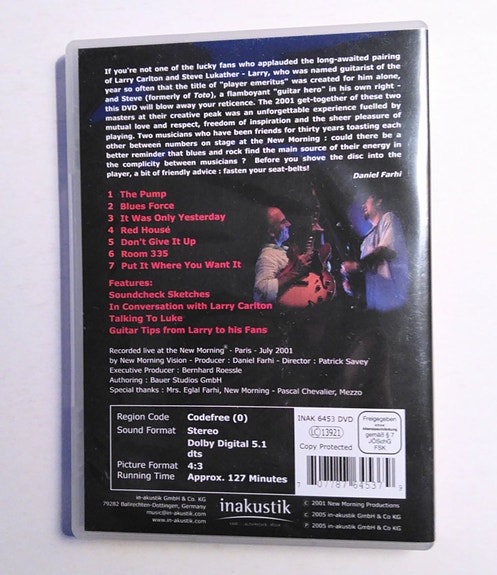 If you're not one of the lucky fans who applauded the long-awaited pairing
of Larry Carlton and Steve Lukather - Larry, who was named guitarist of the
year so often that the title of "player emeritus" was created for him alone,
and Steve (formerly of Toto), a flamboyant "guitar hero" in his own right -
this DVD will blow away your reticence. The 2001 get-together of these two
masters at their creative peak was an unforgettable experience fuelled by
mutual love and respect, freedom of inspiration and the sheer pleasure of
playing. Two musicians who have been friends for thirty years toasting each
other between numbers on stage at the New Morning : could there be a
better reminder that blues and rock find the main source of their energy in
the complicity between musicians ? Before you shove the disc into the
player, a bit of friendly advice : fasten your seat-belts!
Daniel Farhi
1 The Pump
2 Blues Force
3 It Was Only Yesterday
4 Red Housé
5 Don't Give It Up
6 Room 335
7 Put It Where You Want It
Features:
Soundcheck Sketches
In Conversation with Larry Carlton
Talking To Luke
Guitar Tips from Larry to his Fans
Recorded live at the New Morning® - Paris - July 2001
by New Morning Vision - Producer : Daniel Farhi - Director : Patrick Savey
Executive Producer : Bernhard Roessle
Authoring : Bauer Studios GmbH
Special thanks : Mrs. Eglal Farhi, New Morning - Pascal Chevalier, Mezzo
Region Code Codefree (0)
Sound Format Stereo
Dolby Digital 5.1
dts
Picture Format 4:3
Running Time Approx. 127 Minutes
INAK 6453 DVD
LC 13921
Copy Protected
Freigegeben
ohne
Altersbeschränkung
gemäß § 7
JÖSchG
FSK
7 07787 64537
in-akustik GmbH & Co KG
79282 Ballrechten-Dottingen, Germany
music@in-akustik.com
www.in-akustik.com
inakustik
© 2001 New Morning Productions
© 2005 in-akustik GmbH & Co KG
℗ 2005 in-akustik GmbH & Co KG